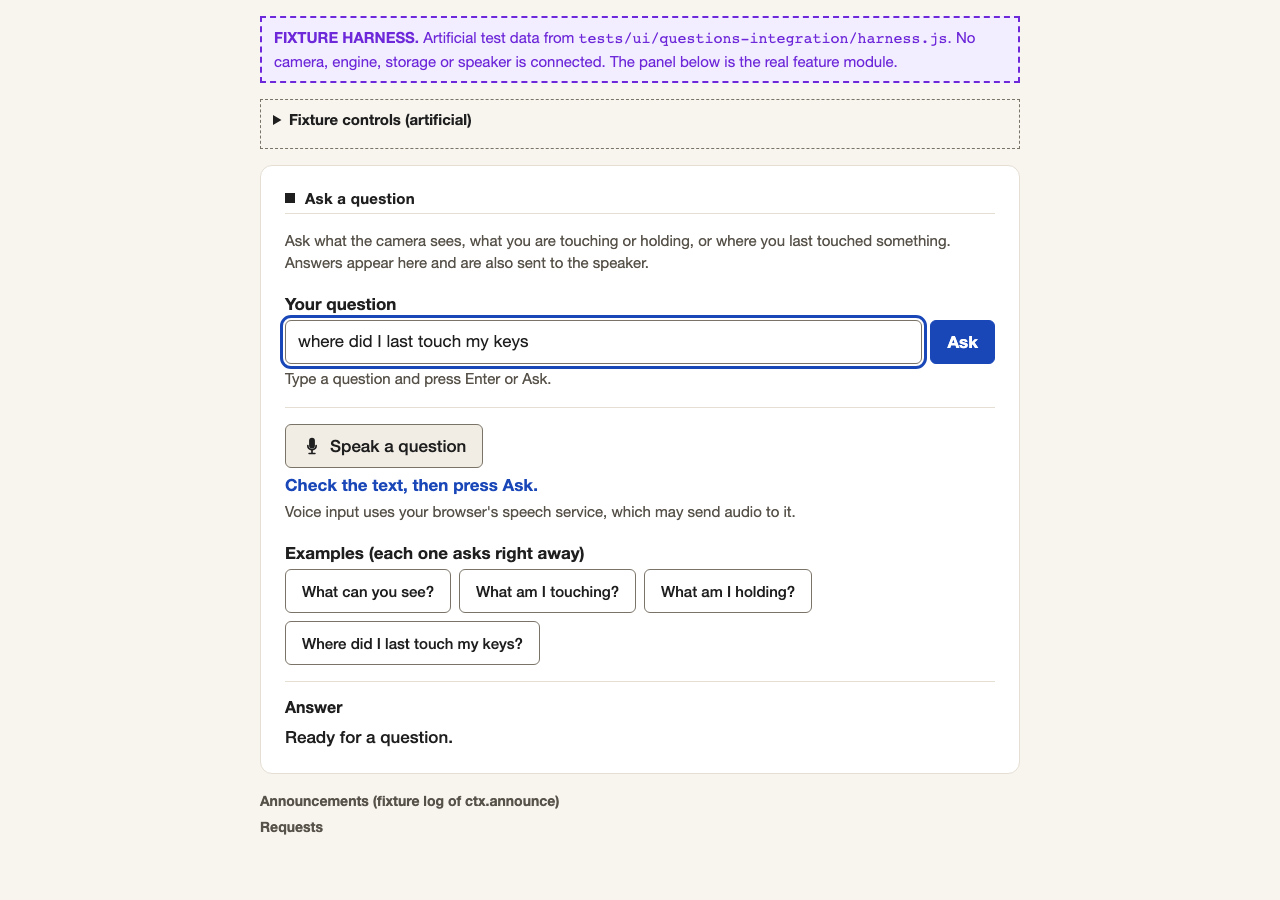 FIXTURE HARNESS. Artificial test data from tests/ui/questions-integration/harness.js. No
camera, engine, storage or speaker is connected. The panel below is the real feature module.
Fixture controls (artificial)
Ask a question
Ask what the camera sees, what you are touching or holding, or where you last touched something.
Answers appear here and are also sent to the speaker.
Your question
where did I last touch my keys
Ask
Type a question and press Enter or Ask.
Speak a question
Check the text, then press Ask.
Voice input uses your browser's speech service, which may send audio to it.
Examples (each one asks right away)
What can you see?
What am I touching?
What am I holding?
Where did I last touch my keys?
Answer
Ready for a question.
Announcements (fixture log of ctx.announce)
Requests